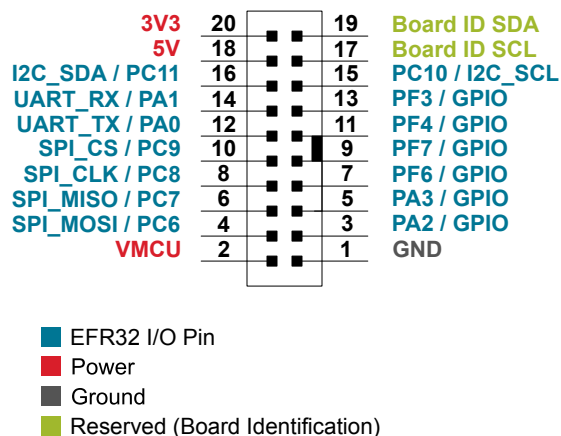 3V3 20 19 Board ID SDA
5V 18 17 Board ID SCL
I2C_SDA / PC11 16 15 PC10 / I2C_SCL
UART_RX / PA1 14 13 PF3 / GPIO
UART_TX / PA0 12 11 PF4 / GPIO
SPI_CS / PC9 10 9 PF7 / GPIO
SPI_CLK / PC8 8 7 PF6 / GPIO
SPI_MISO / PC7 6 5 PA3 / GPIO
SPI_MOSI / PC6 4 3 PA2 / GPIO
VMCU 2 1 GND
EFR32 I/O Pin
Power
Ground
Reserved (Board Identification)